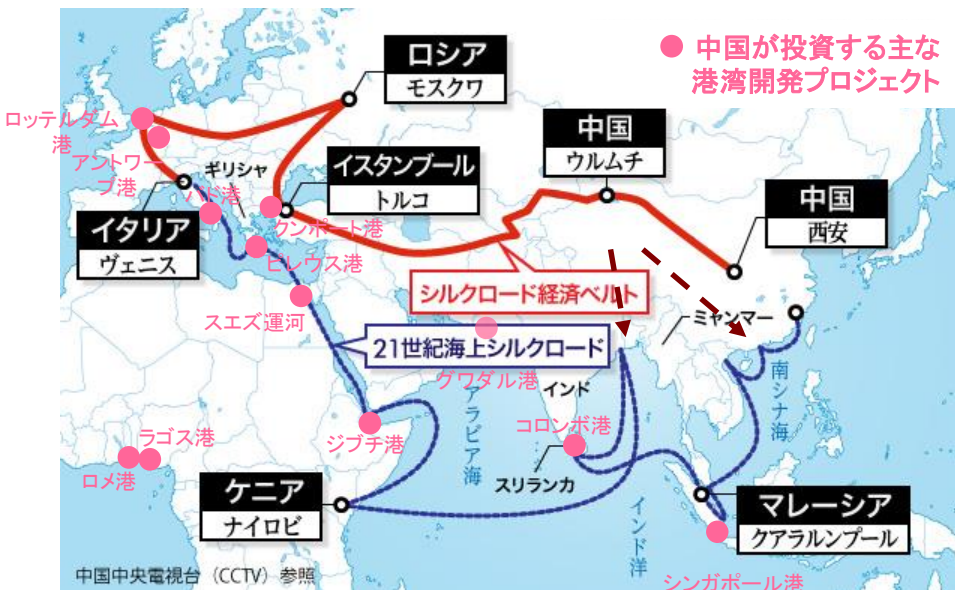 ● 中国が投資する主な
港湾開発プロジェクト
ロシア
モスクワ
ロッテルダム
港
アントワー
プ港
ギリシャ
バド港
イスタンブール
トルコ
クンポート港
中国
ウルムチ
中国
西安
イタリア
ヴェニス
ピレウス港
シルクロード経済ベルト
スエズ運河
ミャンマー
21世紀海上シルクロード
グワダル港
インド
南シナ海
アラビア海
コロンボ港
ジブチ港
ラゴス港
ロメ港
スリランカ
ケニア
ナイロビ
インド洋
マレーシア
クアラルンプール
中国中央電視台（CCTV）参照
シンガポール港